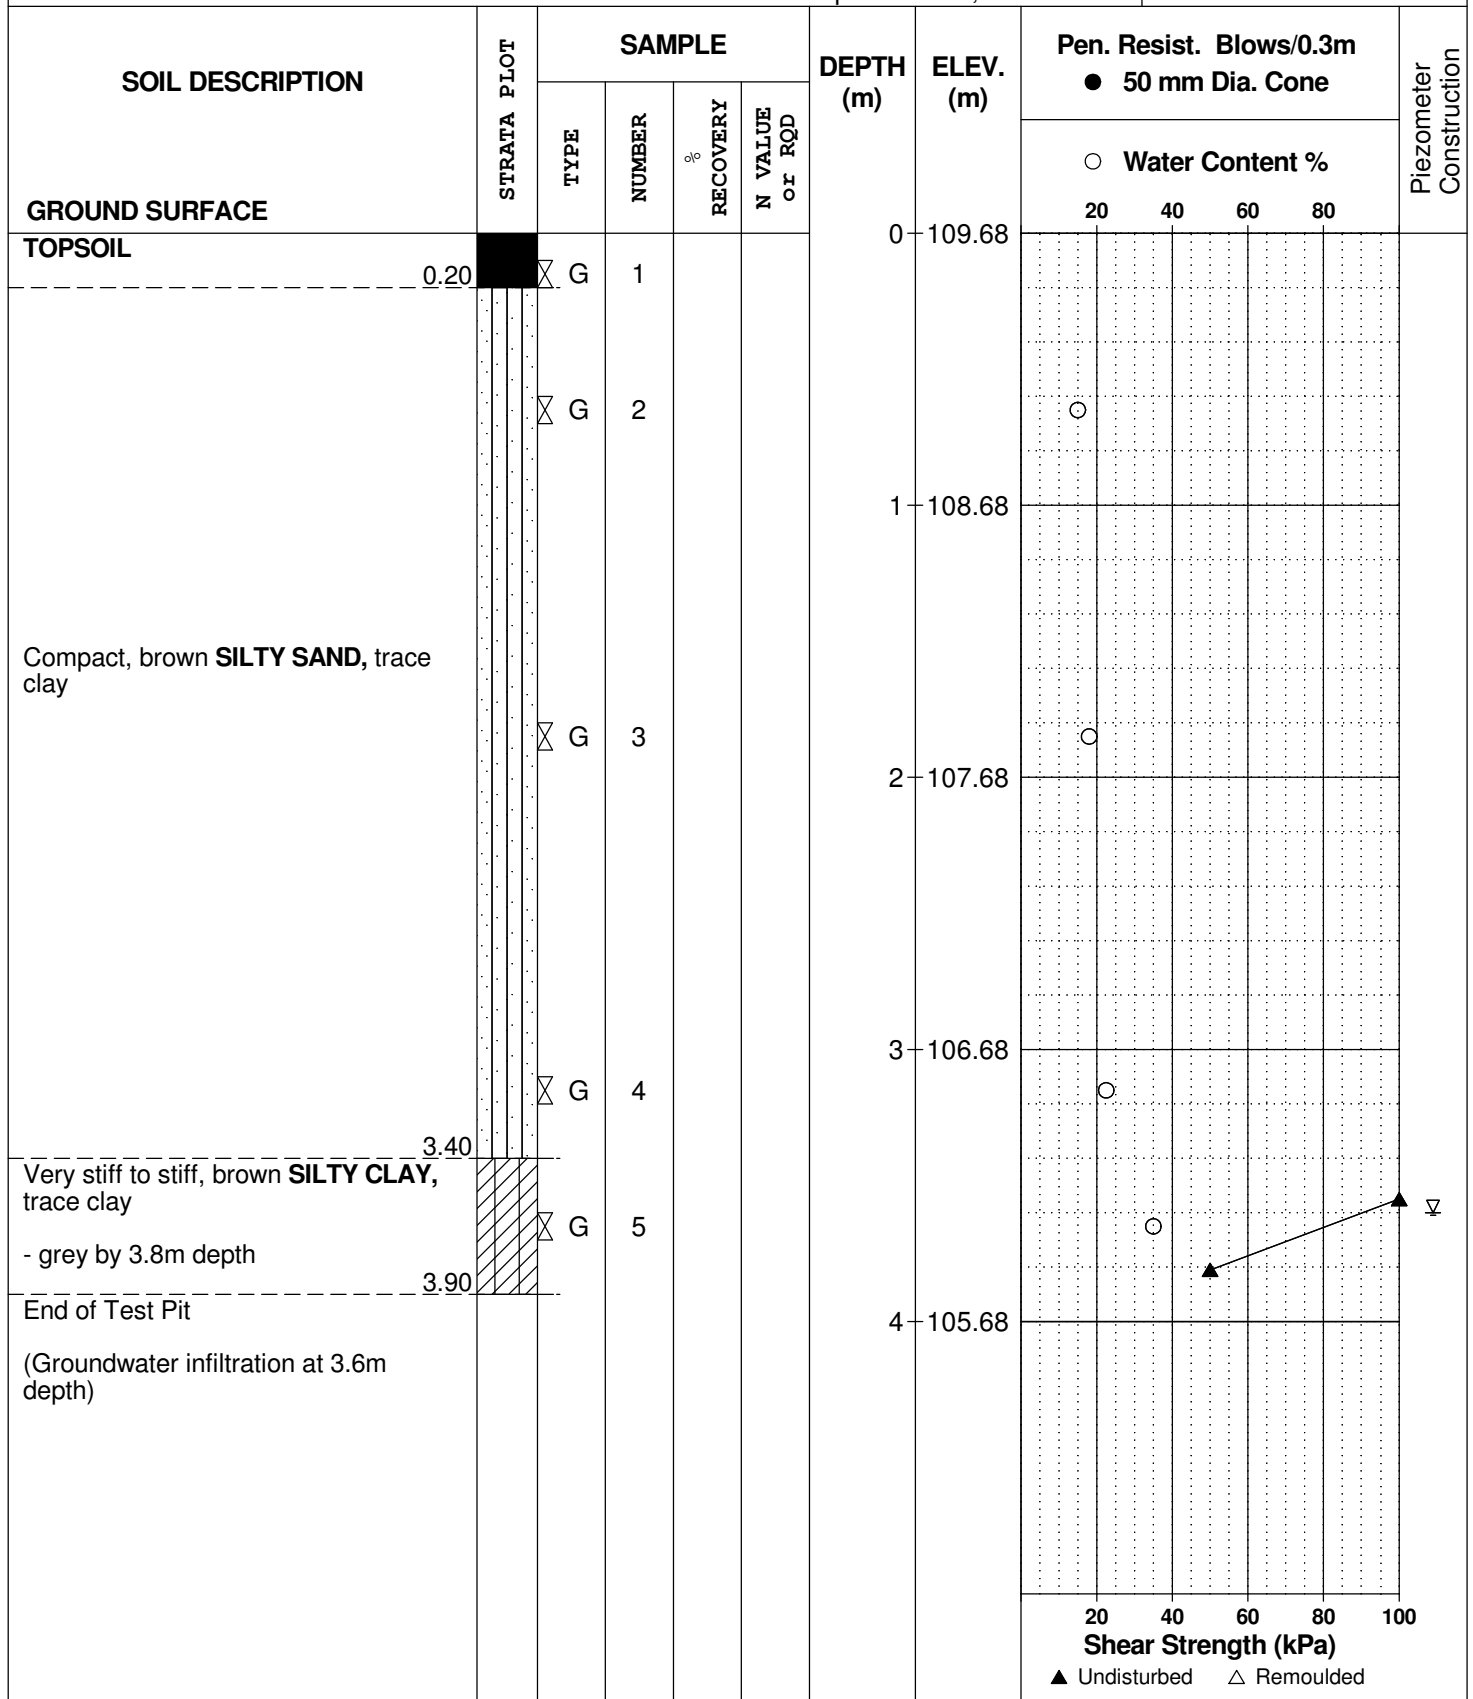 SOIL DESCRIPTION
GROUND SURFACE
STRATA PLOT
SAMPLE
TYPE
NUMBER
%
RECOVERY
N VALUE
or RQD
DEPTH
(m)
ELEV.
(m)
Pen. Resist. Blows/0.3m
● 50 mm Dia. Cone
○ Water Content %
20 40 60 80
Piezometer
Construction
TOPSOIL
0.20
G 1
0 109.68
G 2
1 108.68
Compact, brown SILTY SAND, trace
clay
G 3
2 107.68
3 106.68
G 4
3.40
Very stiff to stiff, brown SILTY CLAY,
trace clay
G 5
- grey by 3.8m depth
3.90
End of Test Pit
4 105.68
(Groundwater infiltration at 3.6m
depth)
20 40 60 80 100
Shear Strength (kPa)
▲ Undisturbed △ Remoulded